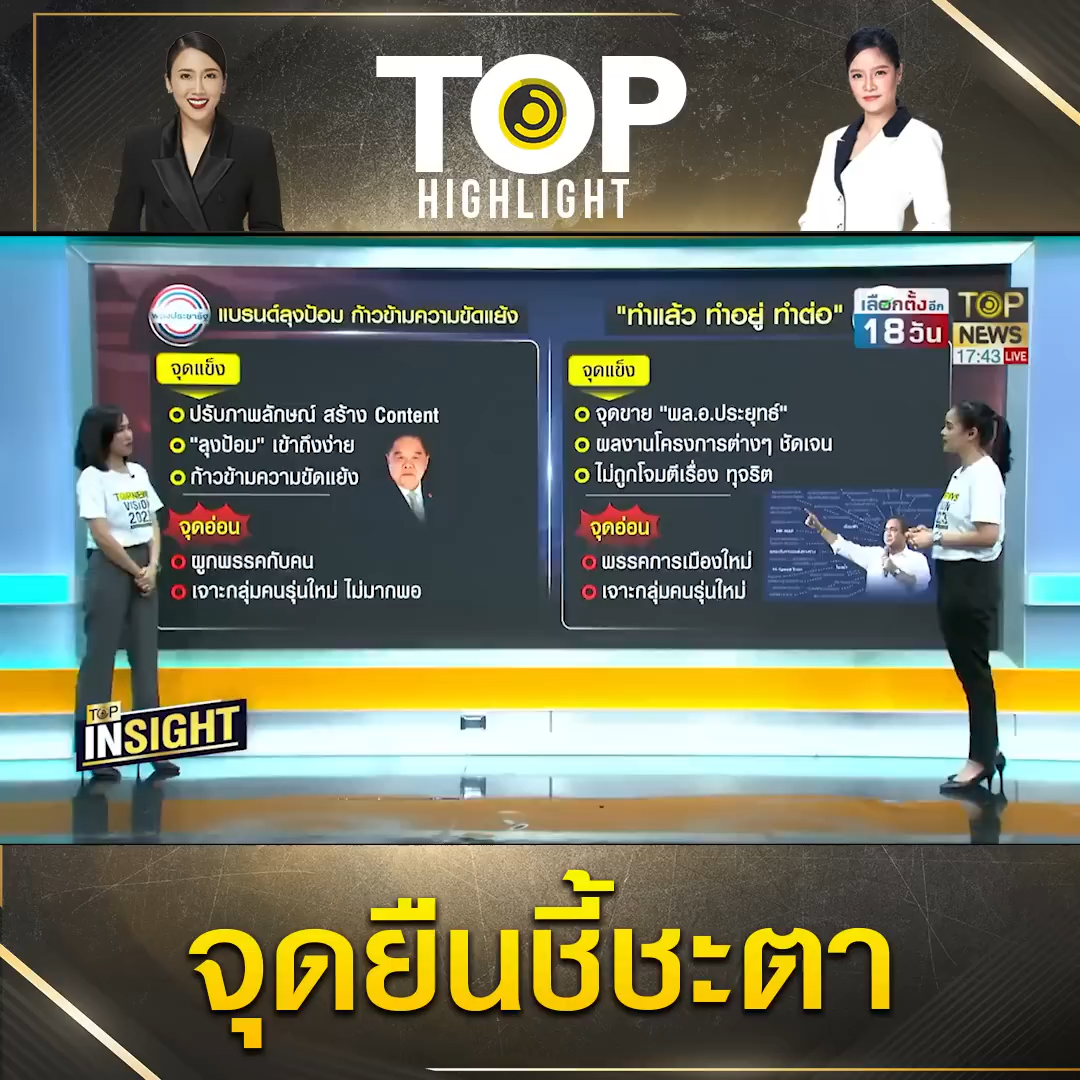 TOP
HIGHLIGHT
พลังประชารัฐ
แบรนด์ลุงป้อม ก้าวข้ามความขัดแย้ง
"ทำแล้ว ทำอยู่ ทำต่อ"
เลือกตั้งอีก
18 วัน
TOP
NEWS
17:43 LIVE
จุดแข็ง
ปรับภาพลักษณ์ สร้าง Content
"ลุงป้อม" เข้าถึงง่าย
ก้าวข้ามความขัดแย้ง
จุดอ่อน
ผูกพรรคกับคน
เจาะกลุ่มคนรุ่นใหม่ ไม่มากพอ
จุดแข็ง
จุดขาย "พล.อ.ประยุทธ์"
ผลงานโครงการต่างๆ ชัดเจน
ไม่ถูกโจมตีเรื่อง ทุจริต
จุดอ่อน
พรรคการเมืองใหม่
เจาะกลุ่มคนรุ่นใหม่
TOP
INSIGHT
จุดยืนชี้ชะตา